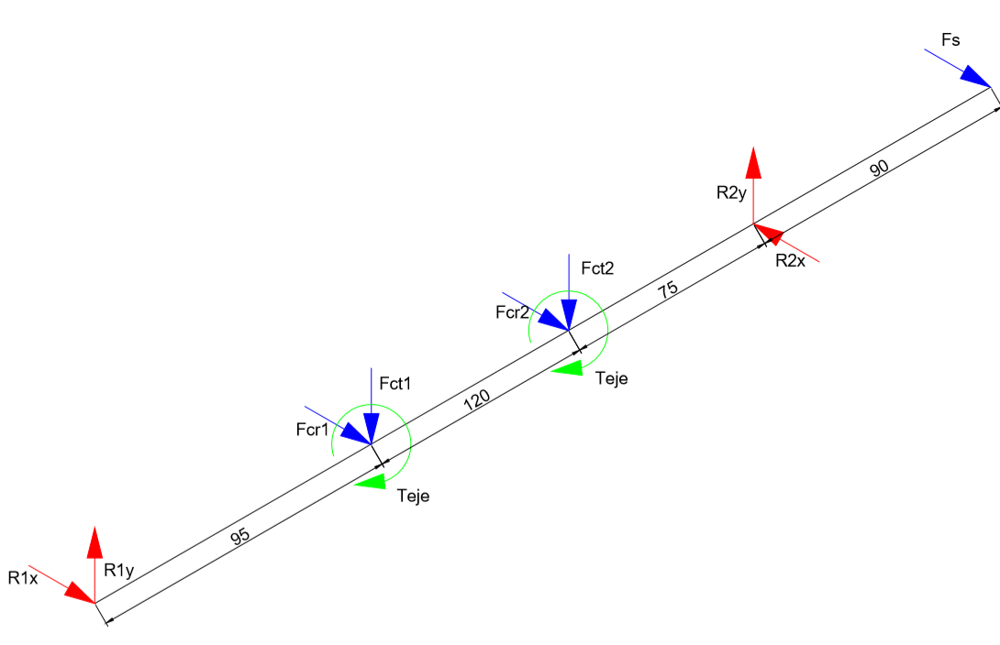 Fs
90
R2y
R2x
Fct2
75
Fcr2
Teje
Fct1
120
Fcr1
Teje
95
R1y
R1x